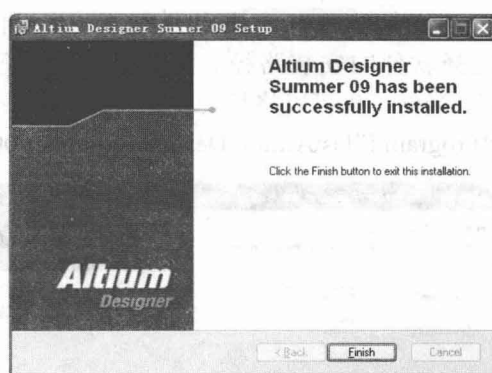 Altium Designer Summer 09 Setup
Altium Designer
Summer 09 has been
successfully installed.
Click the Finish button to exit this installation.
Altium
Designer
< Back
Finish
Cancel